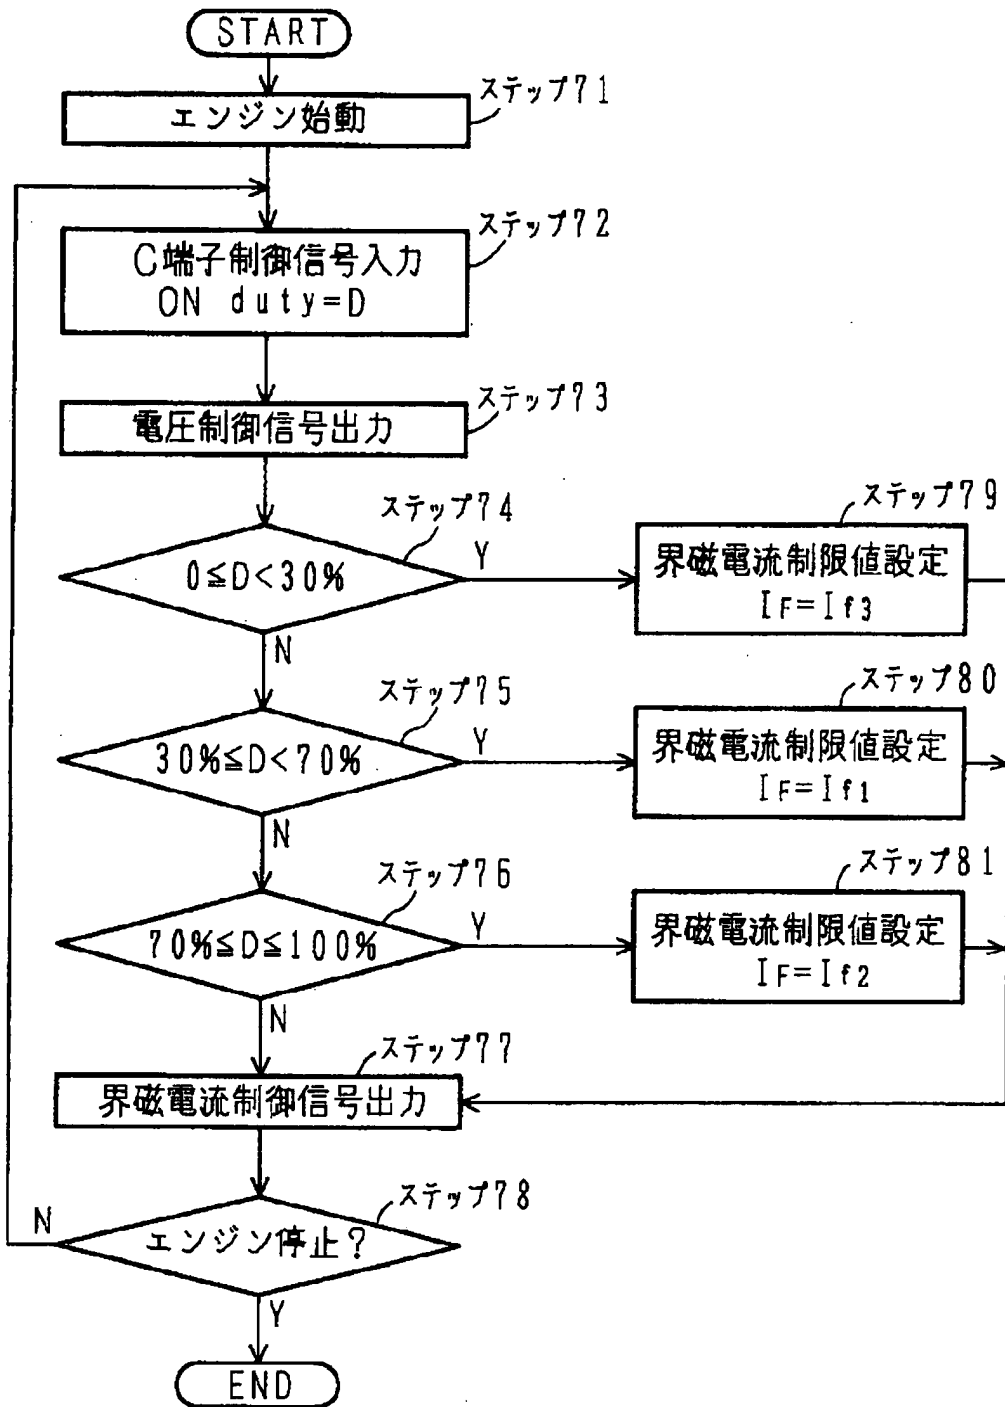 START
ステップ71
エンジン始動
ステップ72
C端子制御信号入力
ON duty=D
ステップ73
電圧制御信号出力
ステップ74
0≦D<30%
Y
N
ステップ79
界磁電流制限値設定
IF=If3
ステップ75
30%≦D<70%
Y
N
ステップ80
界磁電流制限値設定
IF=If1
ステップ76
70%≦D≦100%
Y
N
ステップ81
界磁電流制限値設定
IF=If2
ステップ77
界磁電流制御信号出力
ステップ78
エンジン停止?
N
Y
END